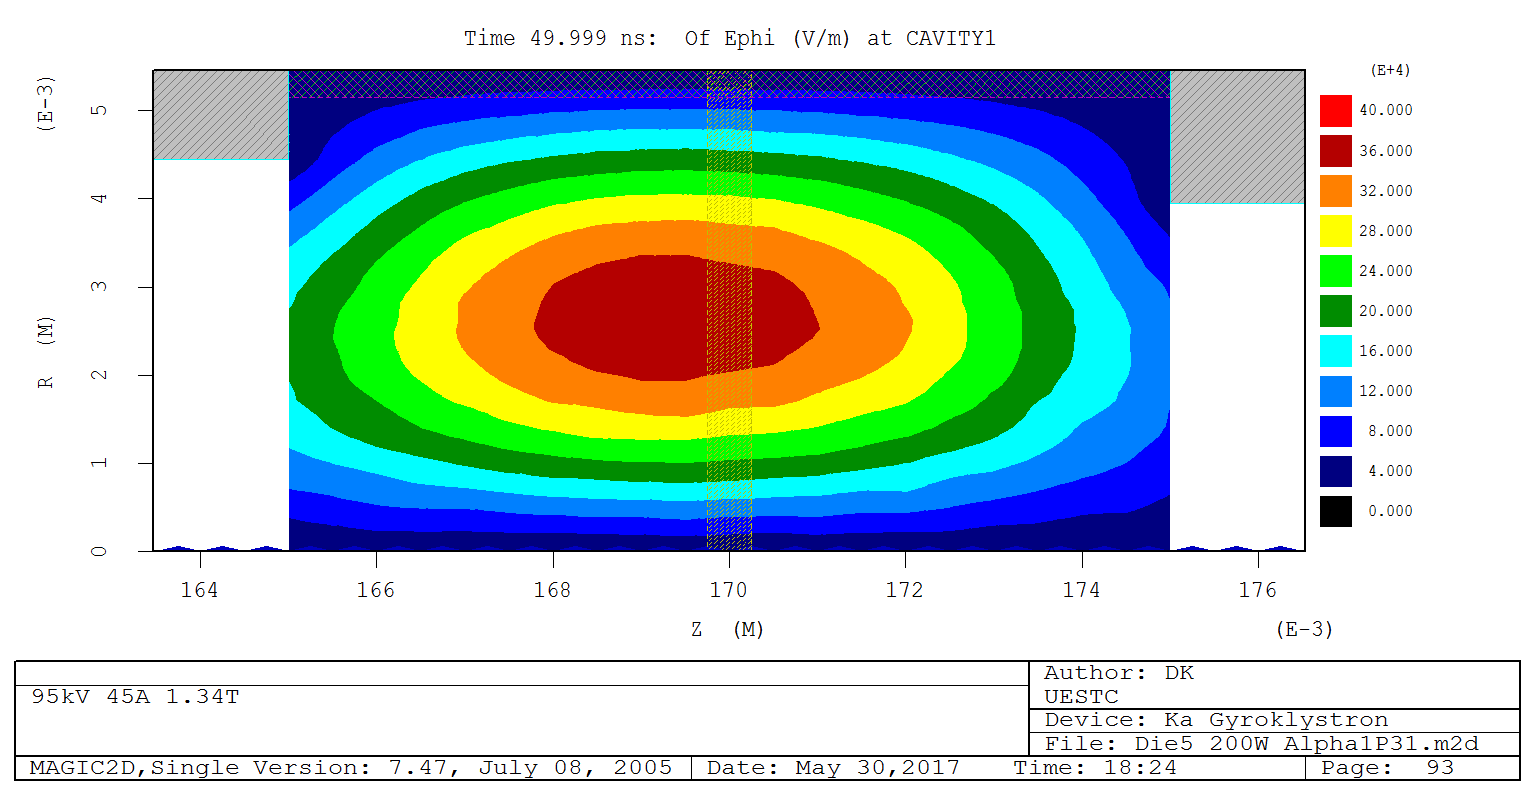 Time 49.999 ns:  Of Ephi (V/m) at CAVITY1
(E-3)
R (M)
5
4
3
2
1
0
164 166 168 170 172 174 176
Z (M)
(E-3)
(E+4)
40.000
36.000
32.000
28.000
24.000
20.000
16.000
12.000
8.000
4.000
0.000
95kV 45A 1.34T
Author: DK
UESTC
Device: Ka Gyroklystron
File: Die5 200W Alpha1P31.m2d
MAGIC2D,Single Version: 7.47, July 08, 2005 Date: May 30,2017 Time: 18:24 Page: 93